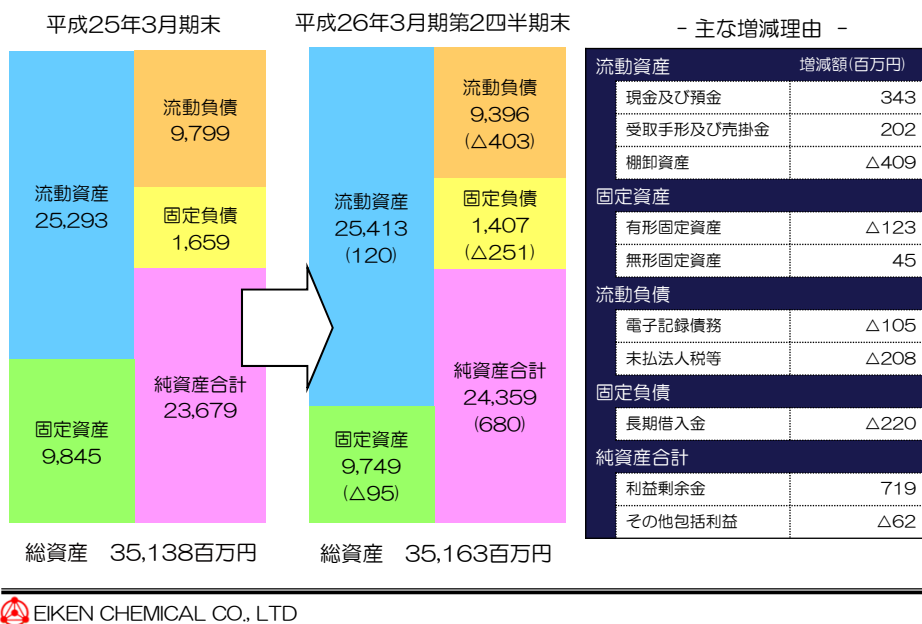 平成25年3月期末
流動資産
25,293
固定資産
9,845
流動負債
9,799
固定負債
1,659
純資産合計
23,679
総資産 35,138百万円
平成26年3月期第2四半期末
流動資産
25,413
(120)
固定資産
9,749
(△95)
流動負債
9,396
(△403)
固定負債
1,407
(△251)
純資産合計
24,359
(680)
総資産 35,163百万円
- 主な増減理由 -
流動資産 増減額(百万円)
現金及び預金 343
受取手形及び売掛金 202
棚卸資産 △409
固定資産
有形固定資産 △123
無形固定資産 45
流動負債
電子記録債務 △105
未払法人税等 △208
固定負債
長期借入金 △220
純資産合計
利益剰余金 719
その他包括利益 △62
EIKEN CHEMICAL CO., LTD